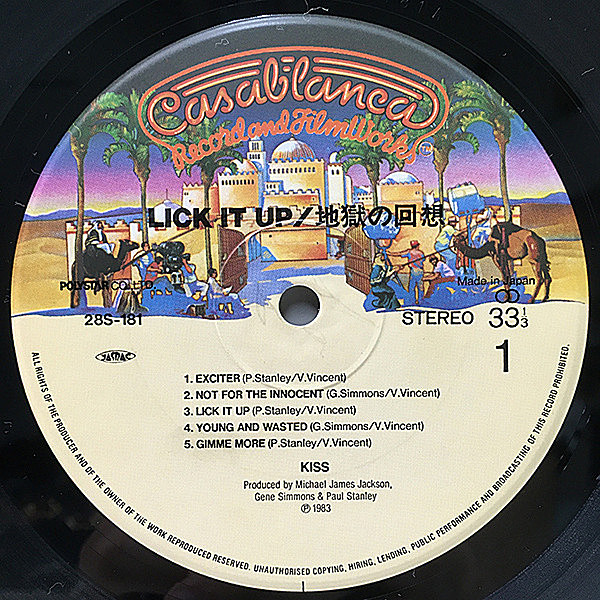 Casablanca
Record and FilmWorks
TM
LICK IT UP/地獄の回想
POLYSTAR CO., LTD.
Made in Japan
28S-181
STEREO 33 1/3
JASRAC
1
1. EXCITER (P.Stanley/V.Vincent)
2. NOT FOR THE INNOCENT (G.Simmons/V.Vincent)
3. LICK IT UP (P.Stanley/V.Vincent)
4. YOUNG AND WASTED (G.Simmons/V.Vincent)
5. GIMME MORE (P.Stanley/V.Vincent)
KISS
Produced by Michael James Jackson,
Gene Simmons & Paul Stanley
Ⓟ 1983
ALL RIGHTS OF THE PRODUCER AND OF THE OWNER OF THE WORK REPRODUCED RESERVED. UNAUTHORISED COPYING, HIRING, LENDING, PUBLIC PERFORMANCE AND BROADCASTING OF THIS RECORD PROHIBITED.